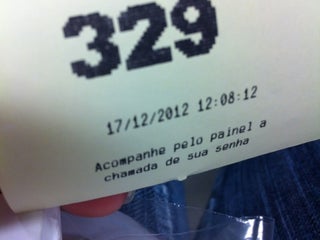 329
17/12/2012 12:08:12
Acompanhe pelo painel a
chamada de sua senha